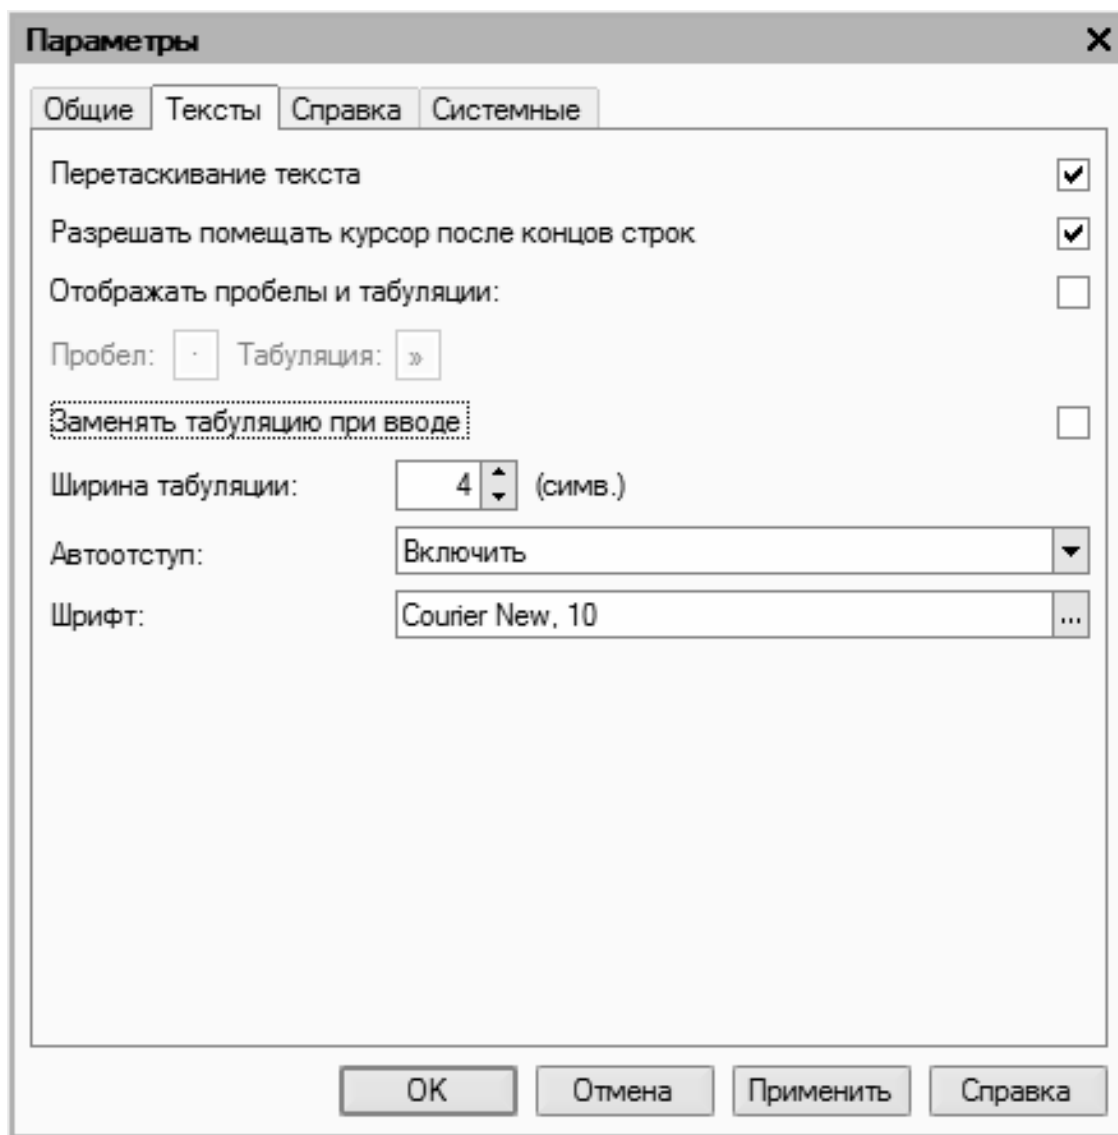 Параметры
Общие Тексты Справка Системные
Перетаскивание текста
Разрешать помещать курсор после концов строк
Отображать пробелы и табуляции:
Пробел: · Табуляция: »
Заменять табуляцию при вводе
Ширина табуляции: 4 (симв.)
Автоотступ: Включить
Шрифт: Courier New, 10 ...
OK Отмена Применить Справка